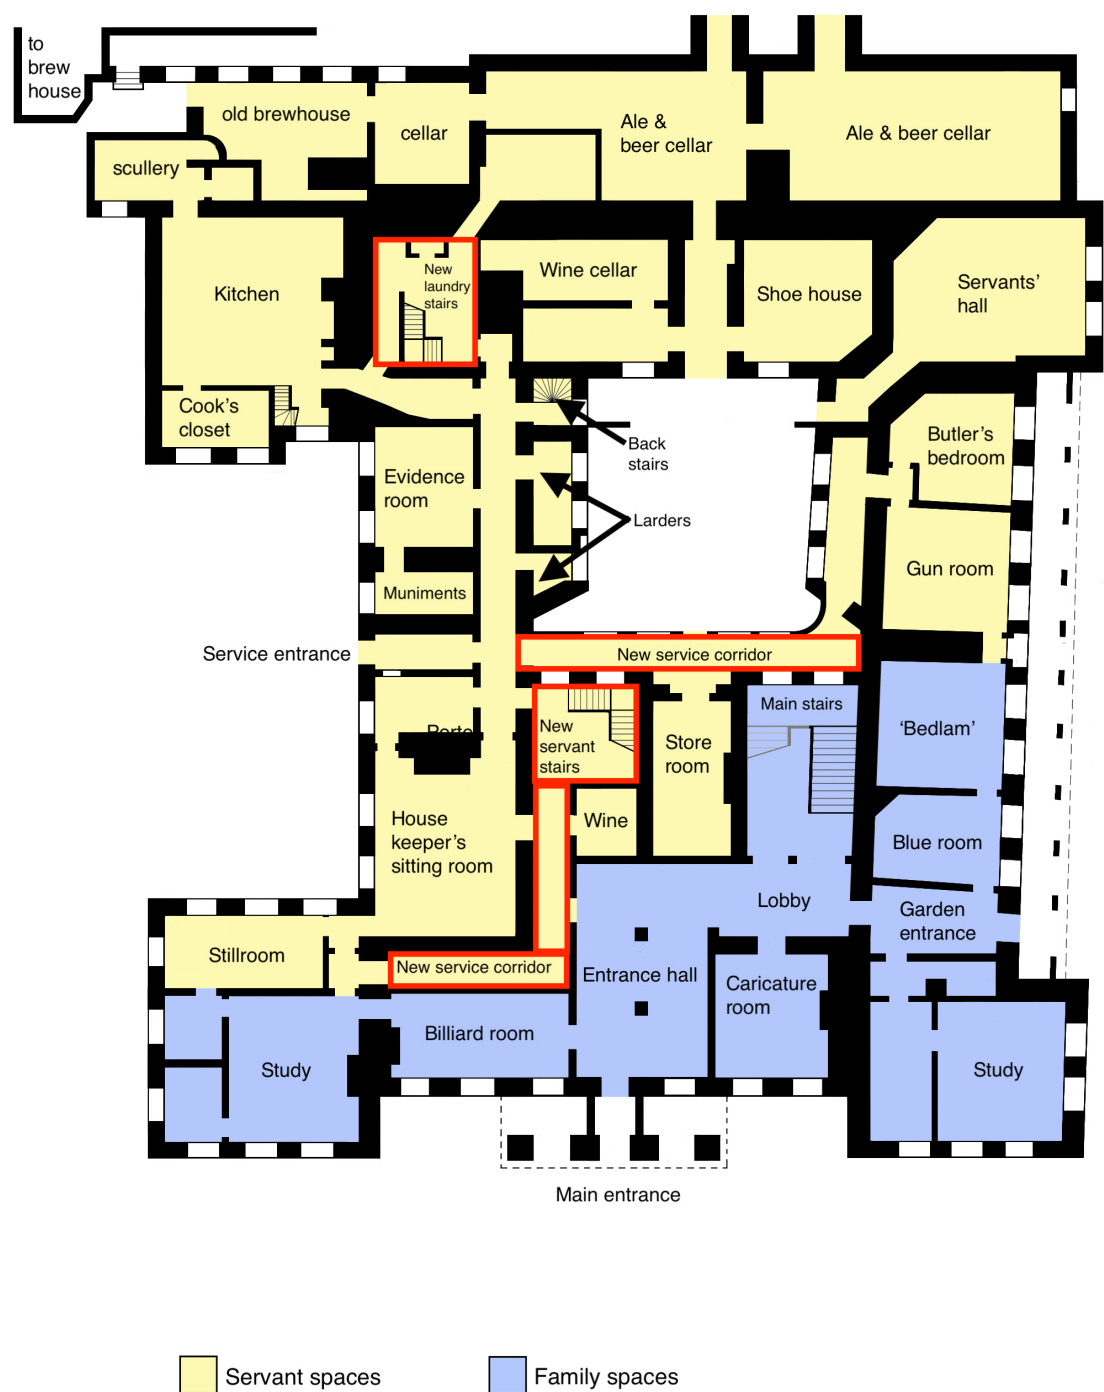 to
brew
house
old brewhouse
cellar
Ale &
beer cellar
Ale & beer cellar
scullery
Kitchen
New
laundry
stairs
Wine cellar
Shoe house
Servants’
hall
Cook’s
closet
Back
stairs
Butler’s
bedroom
Evidence
room
Larders
Gun room
Muniments
Service entrance
New service corridor
Main stairs
‘Bedlam’
New
servant
stairs
Store
room
House
keeper’s
sitting room
Wine
Blue room
Lobby
Garden
entrance
Stillroom
New service corridor
Entrance hall
Caricature
room
Billiard room
Study
Study
Main entrance
Servant spaces
Family spaces